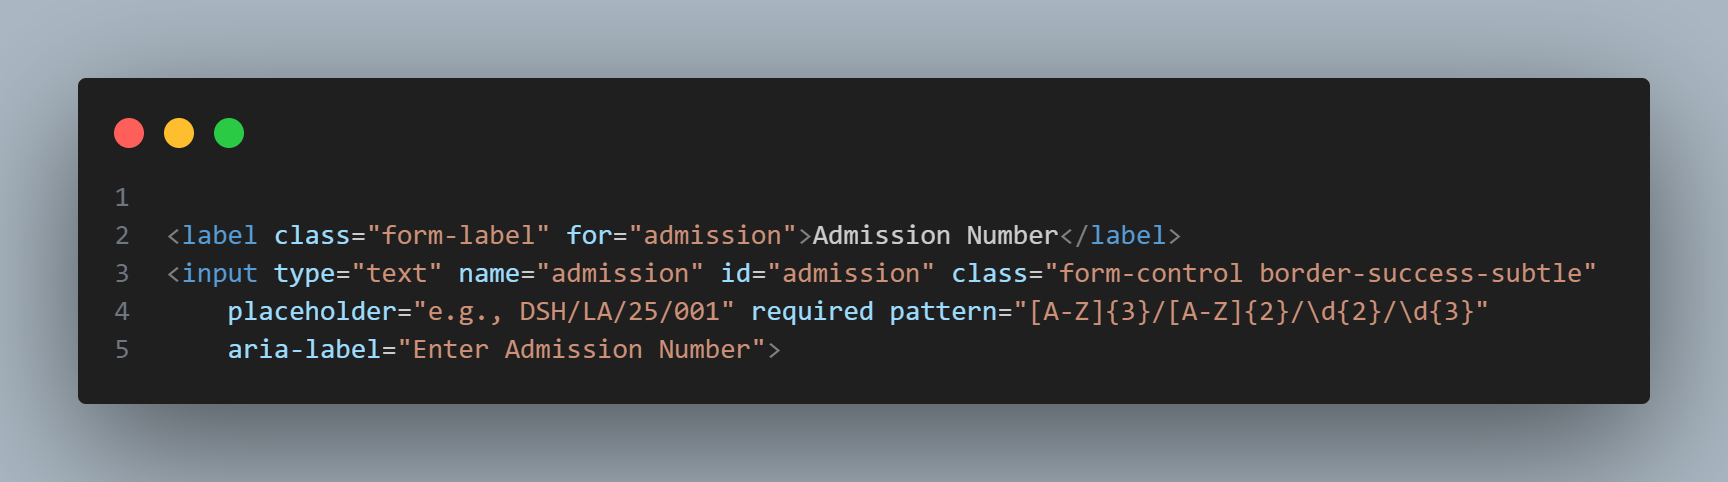 1
2 <label class="form-label" for="admission">Admission Number</label>
3 <input type="text" name="admission" id="admission" class="form-control border-success-subtle"
4 placeholder="e.g., DSH/LA/25/001" required pattern="[A-Z]{3}/[A-Z]{2}/\d{2}/\d{3}"
5 aria-label="Enter Admission Number">